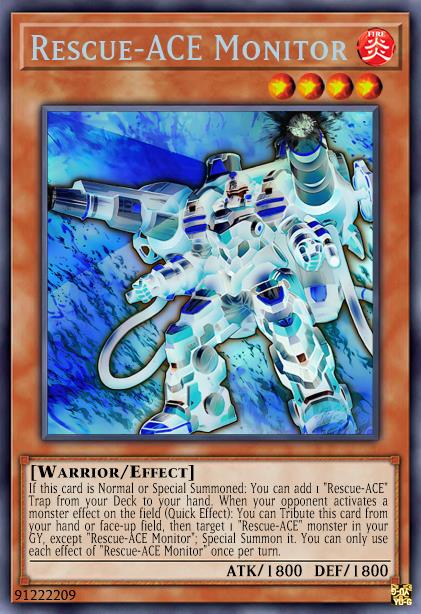 Rescue-ACE Monitor
FIRE
炎
[Warrior/Effect]
If this card is Normal or Special Summoned: You can add 1 "Rescue-ACE"
Trap from your Deck to your hand. When your opponent activates a
monster effect on the field (Quick Effect): You can Tribute this card from
your hand or face-up field, then target 1 "Rescue-ACE" monster in your
GY, except "Rescue-ACE Monitor"; Special Summon it. You can only use
each effect of "Rescue-ACE Monitor" once per turn.
ATK/1800 DEF/1800
91222209